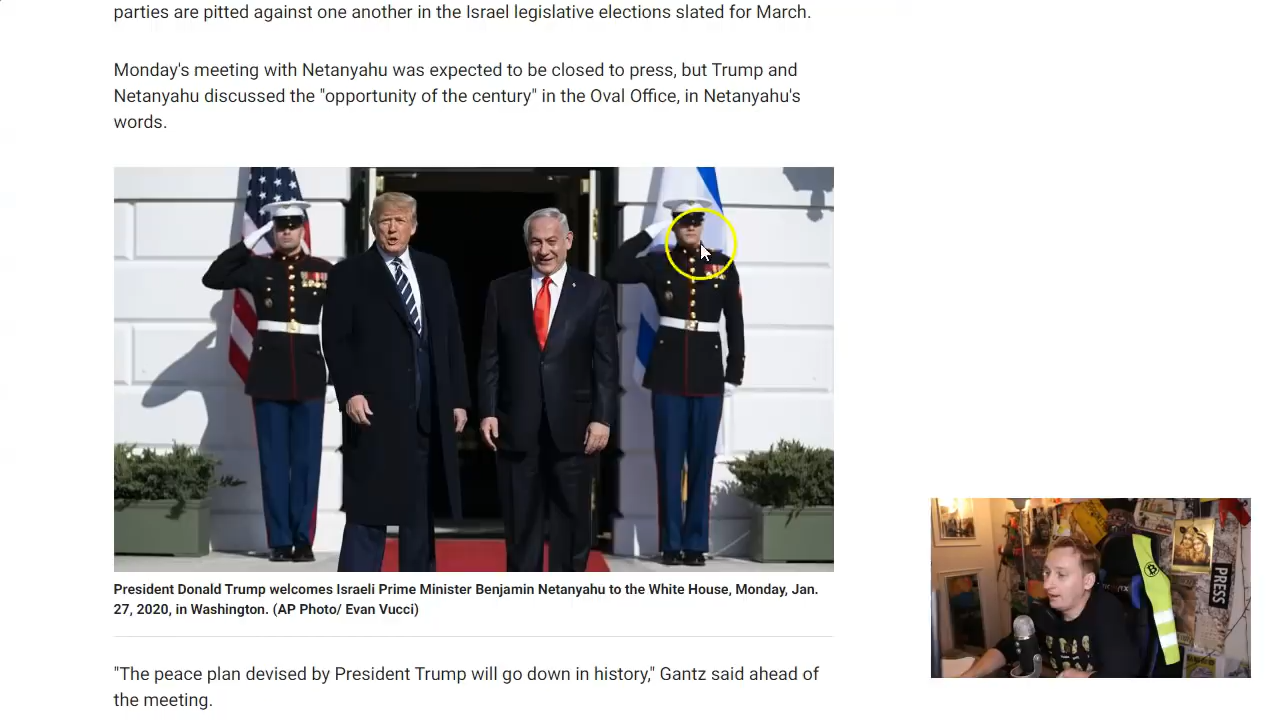 parties are pitted against one another in the Israel legislative elections slated for March.
Monday's meeting with Netanyahu was expected to be closed to press, but Trump and
Netanyahu discussed the "opportunity of the century" in the Oval Office, in Netanyahu's
words.
President Donald Trump welcomes Israeli Prime Minister Benjamin Netanyahu to the White House, Monday, Jan.
27, 2020, in Washington. (AP Photo/ Evan Vucci)
"The peace plan devised by President Trump will go down in history," Gantz said ahead of
the meeting.
PRESS